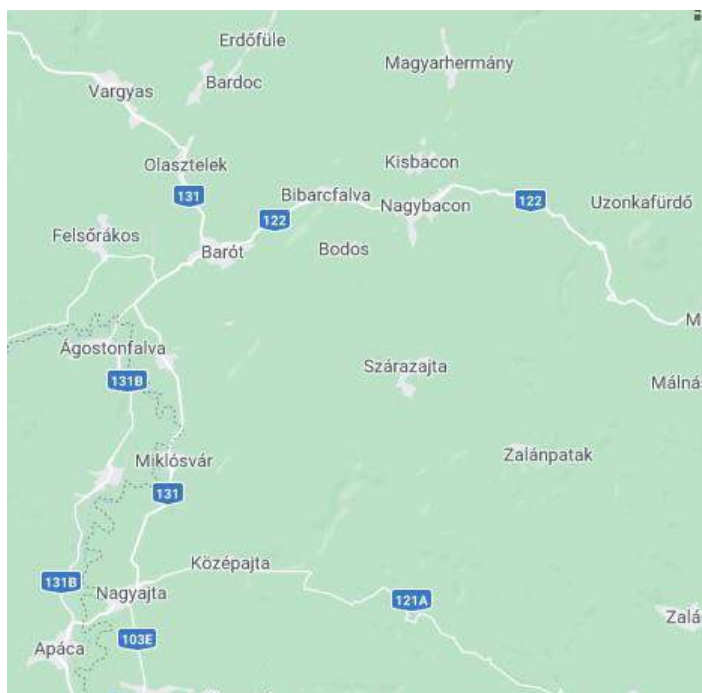 Erdőfüle
Magyarhermány
Bardoc
Vargyas
Olasztelek
Kisbacon
131
Bibarcfalva
122
Uzonkafürdő
Nagybacon
122
Felsőrákos
Barót
Bodos
M
Ágostonfalva
Szárazajta
131B
Málnás
Zalánpatak
Miklósvár
131
Középajta
131B
Nagyajta
121A
Zalá
103E
Apáca